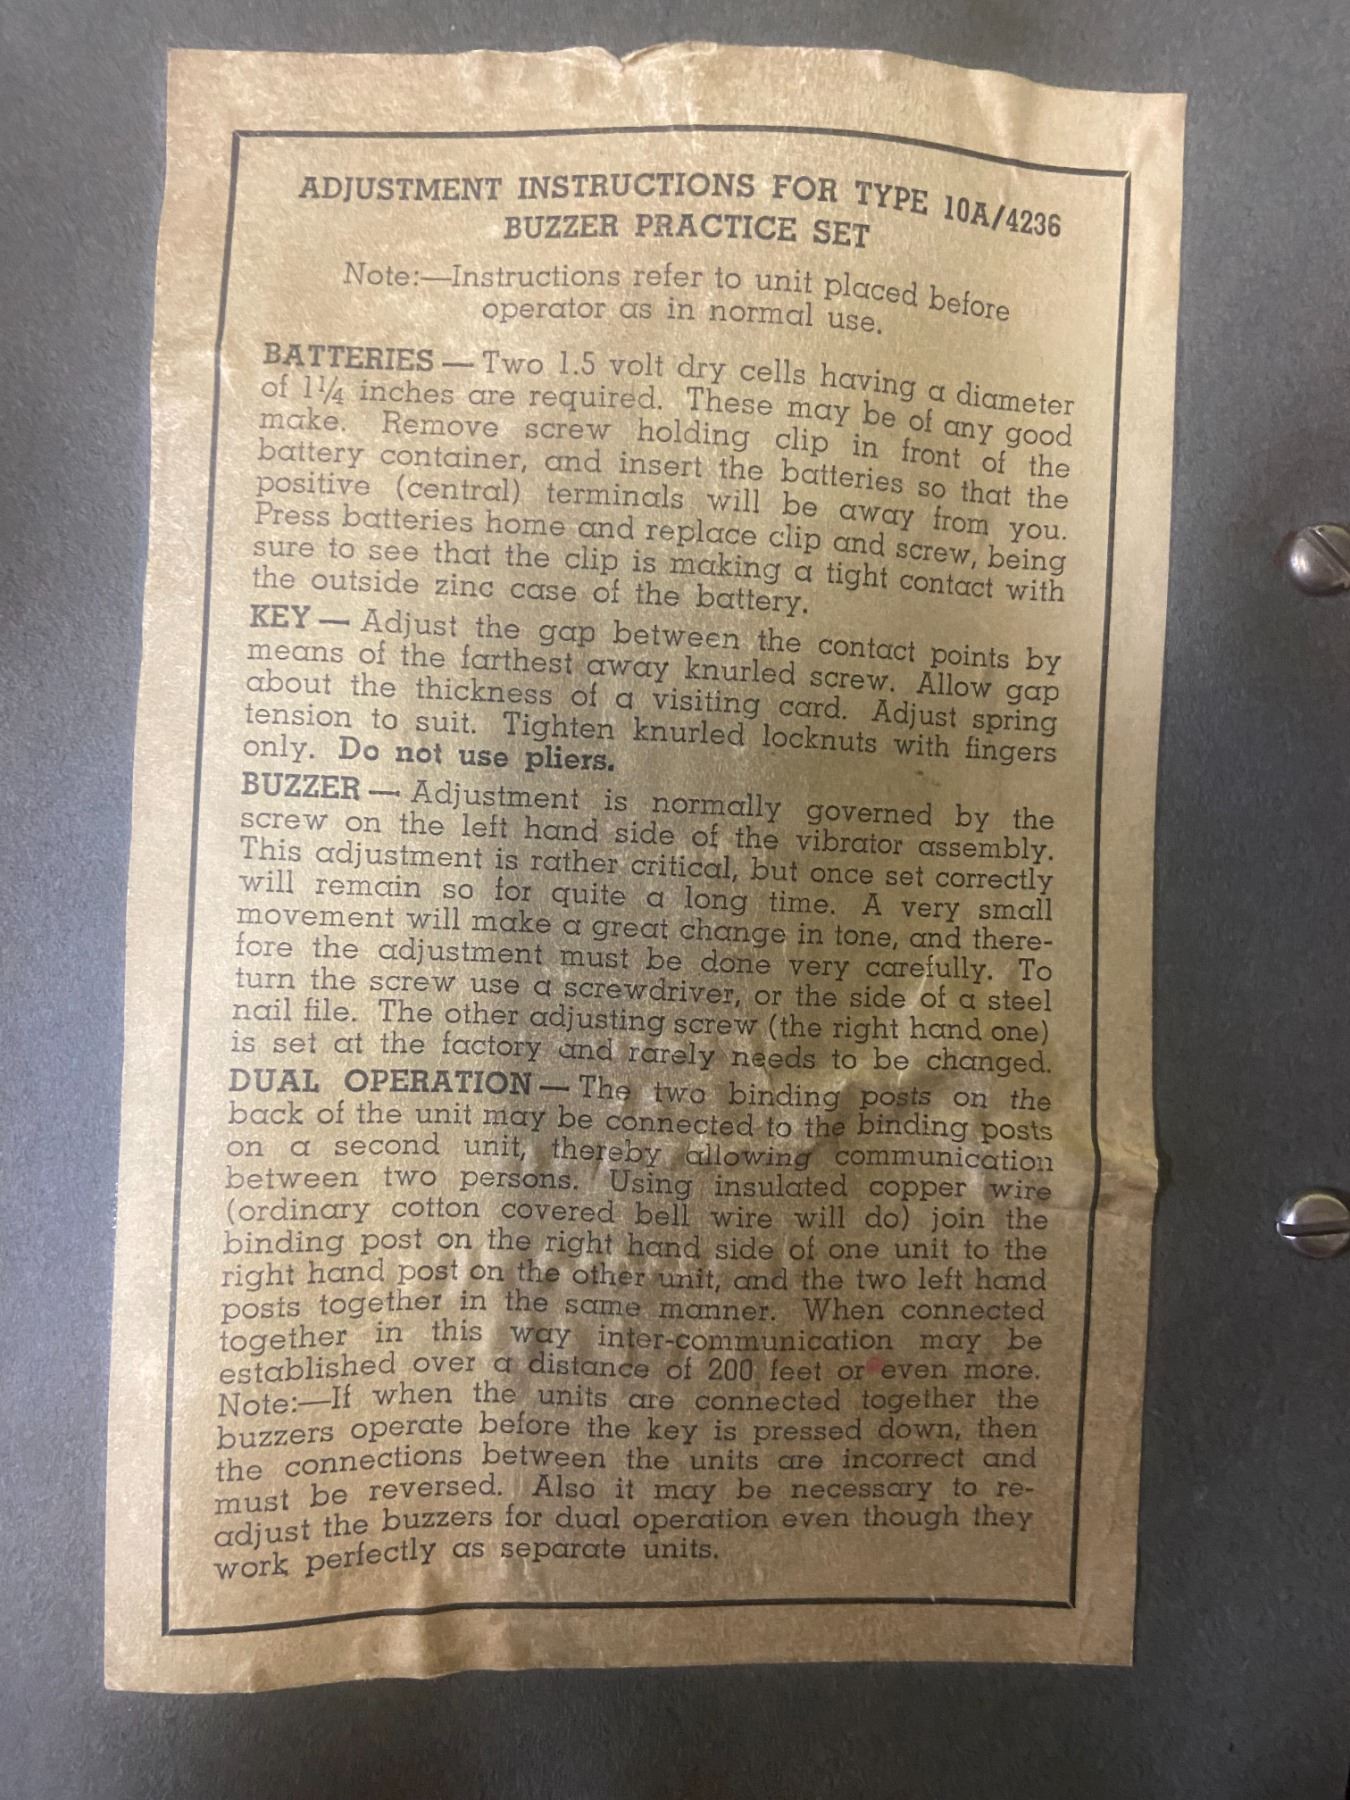 ADJUSTMENT INSTRUCTIONS FOR TYPE 10A/4236
BUZZER PRACTICE SET
Note:—Instructions refer to unit placed before
operator as in normal use.
BATTERIES — Two 1.5 volt dry cells having a diameter
of 1¼ inches are required. These may be of any good
make. Remove screw holding clip in front of the
battery container, and insert the batteries so that the
positive (central) terminals will be away from you.
Press batteries home and replace clip and screw, being
sure to see that the clip is making a tight contact with
the outside zinc case of the battery.
KEY — Adjust the gap between the contact points by
means of the farthest away knurled screw. Allow gap
about the thickness of a visiting card. Adjust spring
tension to suit. Tighten knurled locknuts with fingers
only. Do not use pliers.
BUZZER — Adjustment is normally governed by the
screw on the left hand side of the vibrator assembly.
This adjustment is rather critical, but once set correctly
will remain so for quite a long time. A very small
movement will make a great change in tone, and there-
fore the adjustment must be done very carefully. To
turn the screw use a screwdriver, or the side of a steel
nail file. The other adjusting screw (the right hand one)
is set at the factory and rarely needs to be changed.
DUAL OPERATION — The two binding posts on the
back of the unit may be connected to the binding posts
on a second unit, thereby allowing communication
between two persons. Using insulated copper wire
(ordinary cotton covered bell wire will do) join the
binding post on the right hand side of one unit to the
right hand post on the other unit, and the two left hand
posts together in the same manner. When connected
together in this way inter-communication may be
established over a distance of 200 feet or even more.
Note:—If when the units are connected together the
buzzers operate before the key is pressed down, then
the connections between the units are incorrect and
must be reversed. Also it may be necessary to re-
adjust the buzzers for dual operation even though they
work perfectly as separate units.